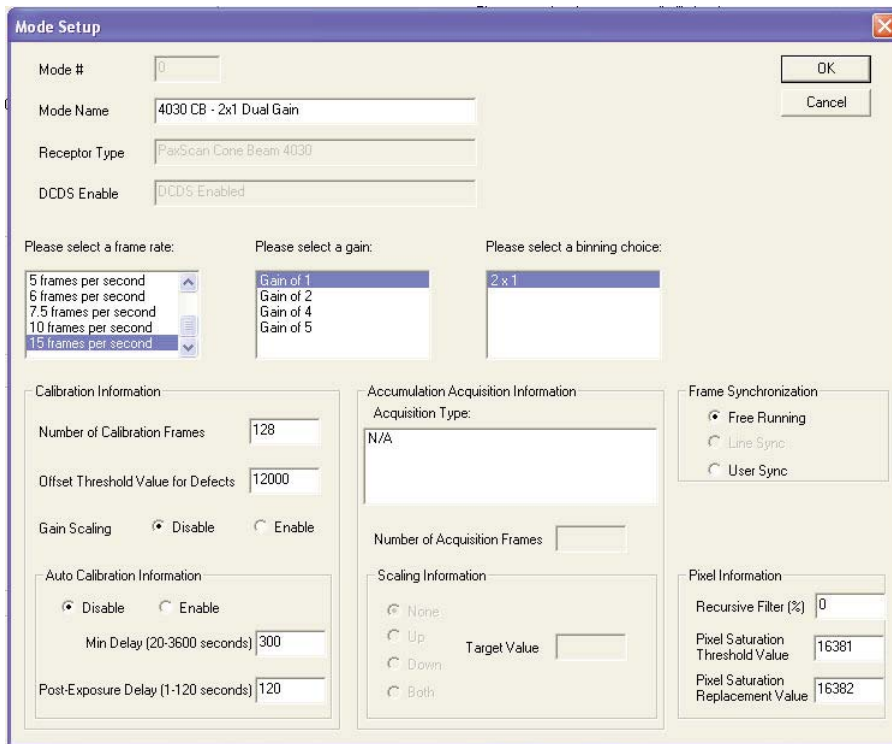 Mode Setup
Mode #
0
OK
Mode Name
4030 CB - 2x1 Dual Gain
Cancel
Receptor Type
PaxScan Cone Beam 4030
DCDS Enable
DCDS Enabled
Please select a frame rate:
5 frames per second
6 frames per second
7.5 frames per second
10 frames per second
15 frames per second
Please select a gain:
Gain of 1
Gain of 2
Gain of 4
Gain of 5
Please select a binning choice:
2 x 1
Calibration Information
Number of Calibration Frames
128
Offset Threshold Value for Defects
12000
Gain Scaling
Disable
Enable
Auto Calibration Information
Disable
Enable
Min Delay (20-3600 seconds)
300
Post-Exposure Delay (1-120 seconds)
120
Accumulation Acquisition Information
Acquisition Type:
N/A
Number of Acquisition Frames
Scaling Information
None
Up
Down
Both
Target Value
Frame Synchronization
Free Running
Line Sync
User Sync
Pixel Information
Recursive Filter (%)
0
Pixel Saturation
Threshold Value
16381
Pixel Saturation
Replacement Value
16382